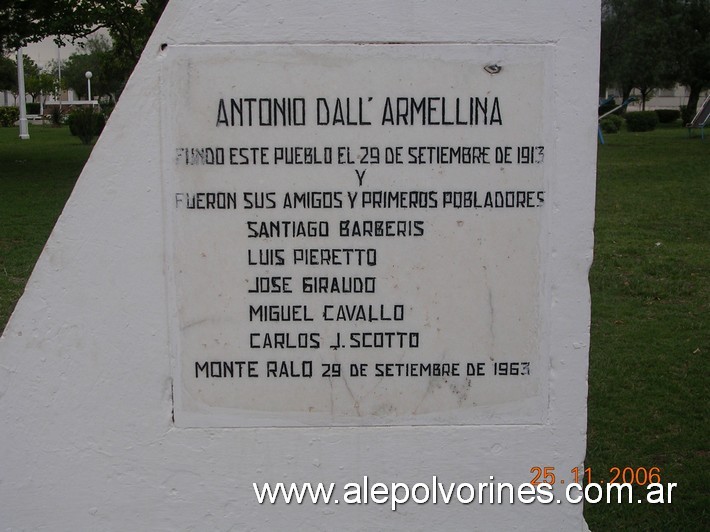 ANTONIO DALL' ARMELLINA
FUNDO ESTE PUEBLO EL 29 DE SETIEMBRE DE 1913
Y
FUERON SUS AMIGOS Y PRIMEROS POBLADORES
SANTIAGO BARBERIS
LUIS PIERETTO
JOSE GIRAUDO
MIGUEL CAVALLO
CARLOS J. SCOTTO
MONTE RALO 29 DE SETIEMBRE DE 1963
25.11.2006
www.alepolvorines.com.ar